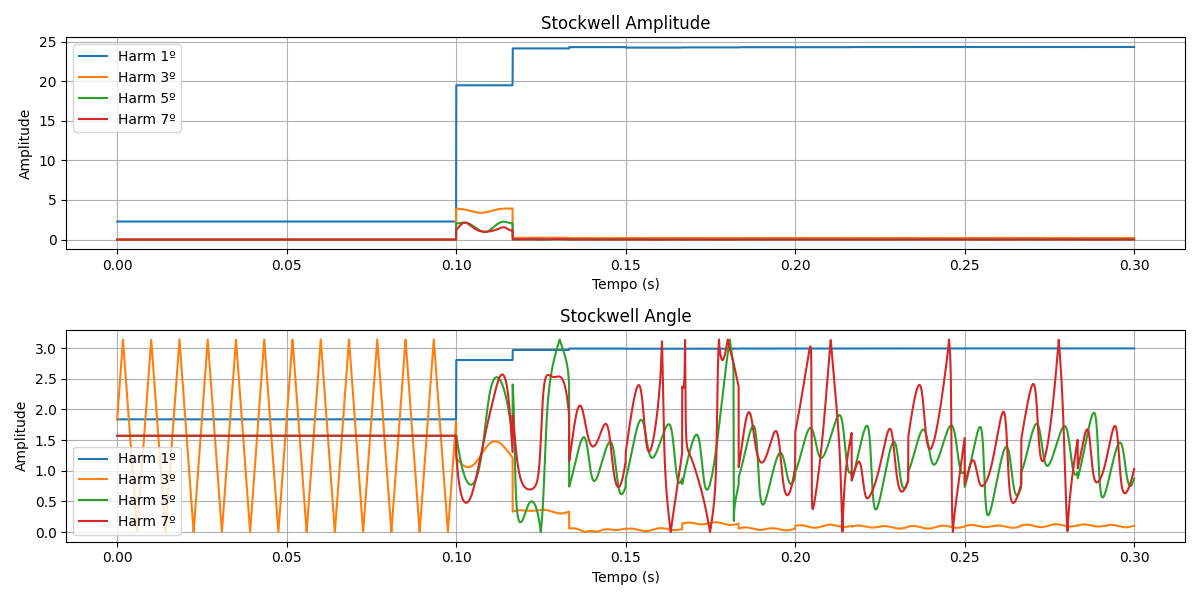 Stockwell Amplitude
25
20
15
10
5
0
Amplitude
Harm 1º
Harm 3º
Harm 5º
Harm 7º
0.00 0.05 0.10 0.15 0.20 0.25 0.30
Tempo (s)
Stockwell Angle
3.0
2.5
2.0
1.5
1.0
0.5
0.0
Amplitude
Harm 1º
Harm 3º
Harm 5º
Harm 7º
0.00 0.05 0.10 0.15 0.20 0.25 0.30
Tempo (s)